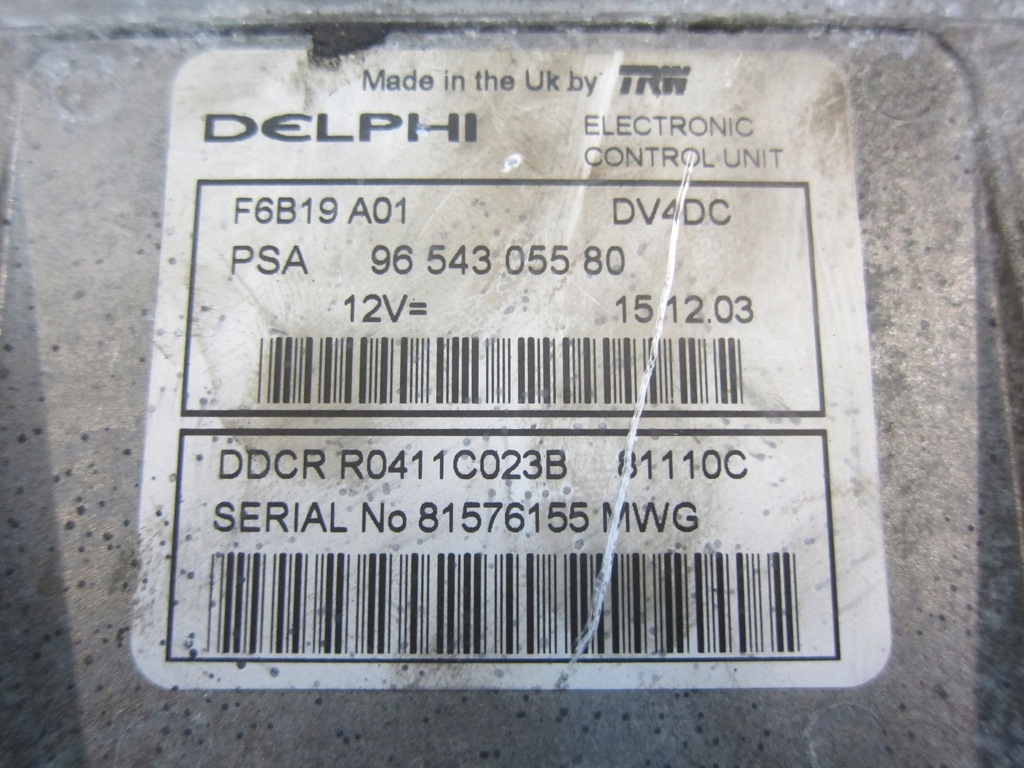 Made in the Uk by TRW
DELPHI
ELECTRONIC
CONTROL UNIT
F6B19 A01 DV4DC
PSA 96 543 055 80
12V= 15.12.03
DDCR R0411C023B 81110C
SERIAL No 81576155 MWG